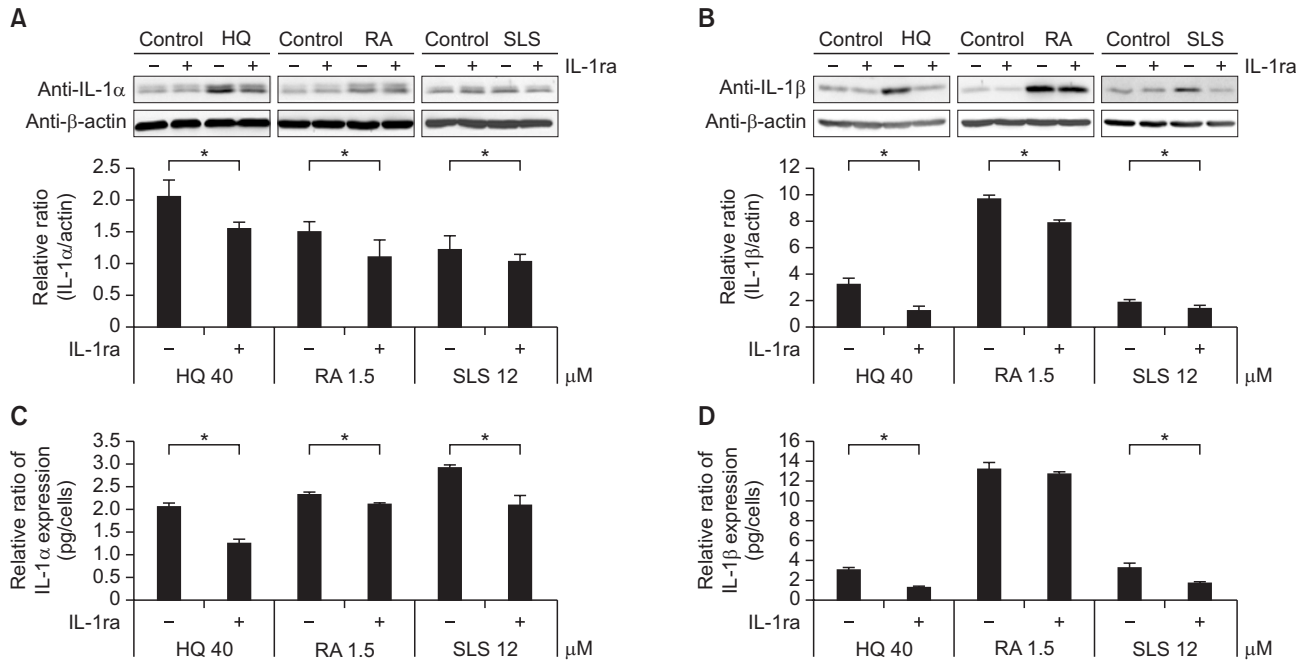 A
Control HQ Control RA Control SLS
– + – + – + – + – + – + IL-1ra
Anti-IL-1α
Anti-β-actin
* * *
Relative ratio
(IL-1α/actin)
2.5
2.0
1.5
1.0
0.5
0
IL-1ra – + – + – +
HQ 40 RA 1.5 SLS 12 μM
B
Control HQ Control RA Control SLS
– + – + – + – + – + – + IL-1ra
Anti-IL-1β
Anti-β-actin
* * *
Relative ratio
(IL-1β/actin)
12
10
8
6
4
2
0
IL-1ra – + – + – +
HQ 40 RA 1.5 SLS 12 μM
C
* * *
Relative ratio of
IL-1α expression
(pg/cells)
3.5
3.0
2.5
2.0
1.5
1.0
0.5
0
IL-1ra – + – + – +
HQ 40 RA 1.5 SLS 12 μM
D
* *
Relative ratio of
IL-1β expression
(pg/cells)
16
14
12
10
8
6
4
2
0
IL-1ra – + – + – +
HQ 40 RA 1.5 SLS 12 μM